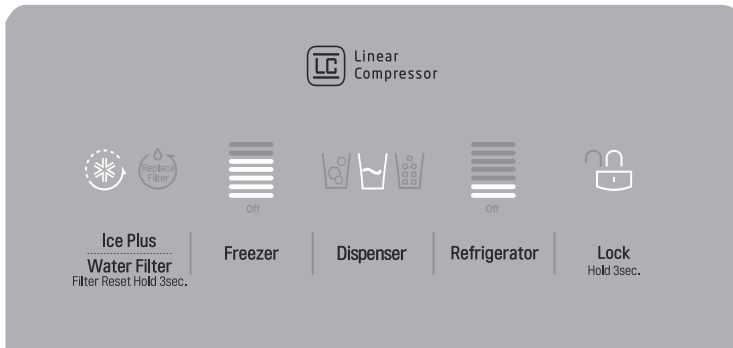 LC
Linear
Compressor
Replace
Filter
Off
Off
Ice Plus
Water Filter
Filter Reset Hold 3sec.
Freezer
Dispenser
Refrigerator
Lock
Hold 3sec.